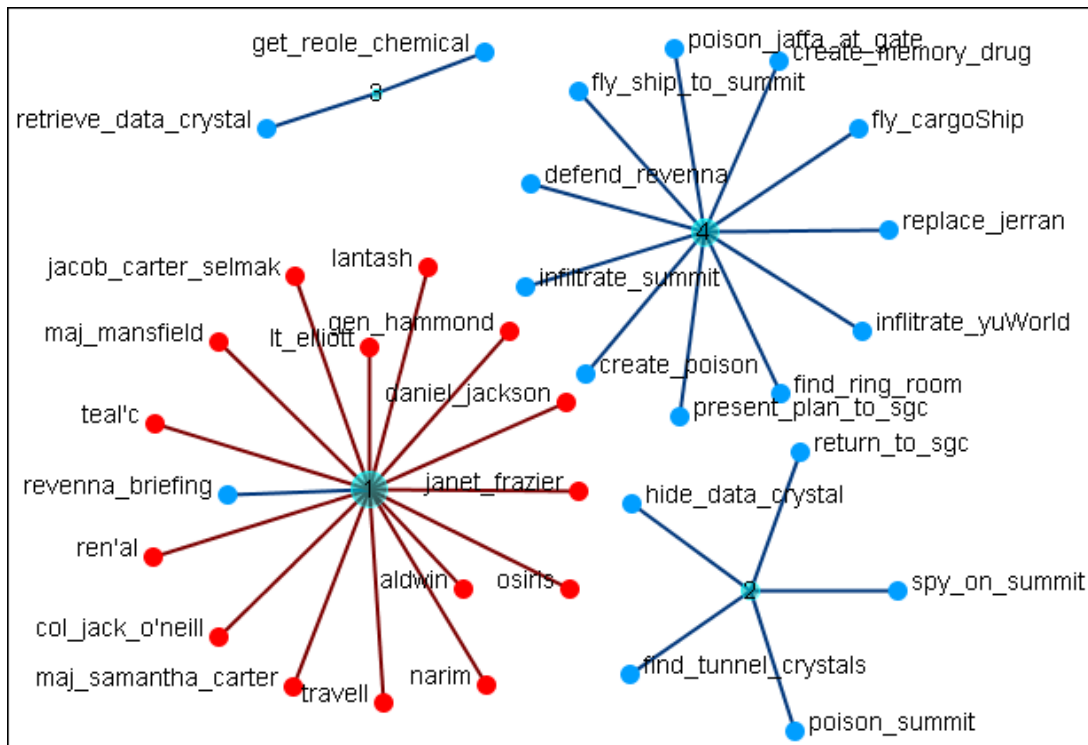 get_reole_chemical
3
retrieve_data_crystal
poison_jaffa_at_gate
create_memory_drug
fly_ship_to_summit
fly_cargoShip
defend_revenna
4
replace_jerran
infiltrate_summit
inflitrate_yuWorld
create_poison
find_ring_room
present_plan_to_sgc
jacob_carter_selmak
lantash
maj_mansfield
lt_elliott
gen_hammond
daniel_jackson
teal'c
revenna_briefing
1
janet_frazier
ren'al
aldwin
osiris
col_jack_o'neill
maj_samantha_carter
travell
narim
return_to_sgc
hide_data_crystal
2
spy_on_summit
find_tunnel_crystals
poison_summit